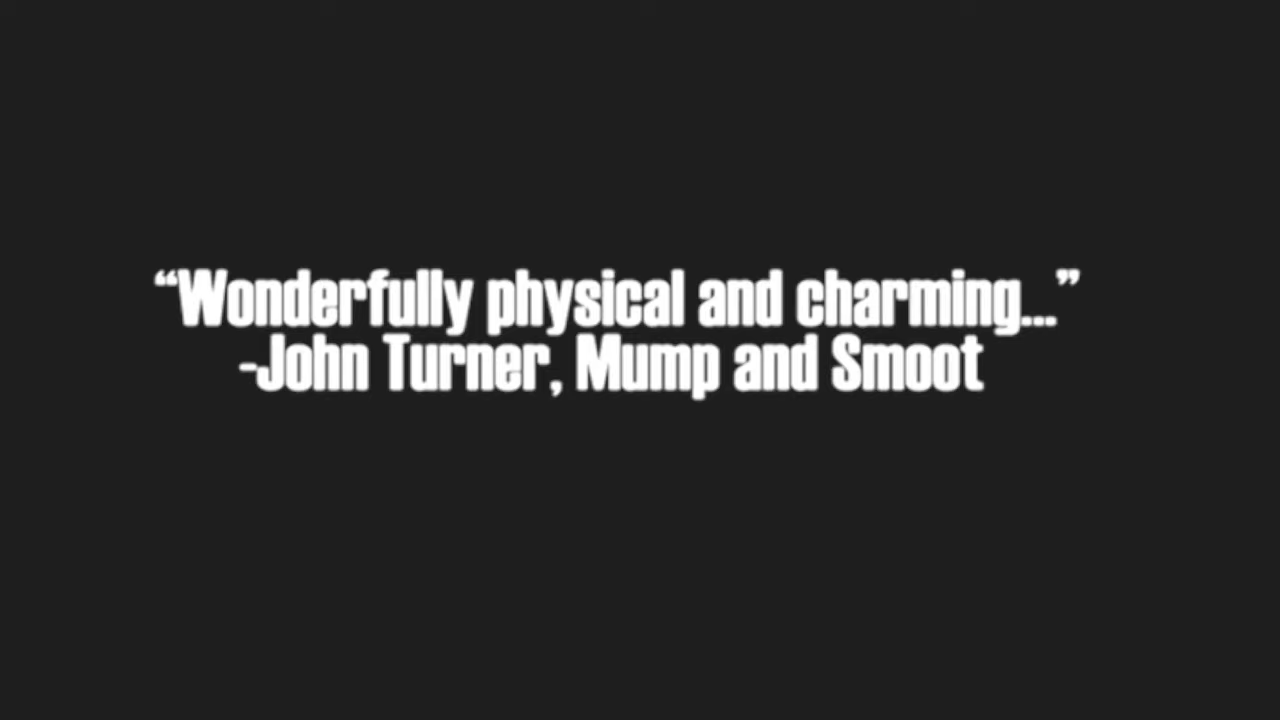 “Wonderfully physical and charming...”
-John Turner, Mump and Smoot